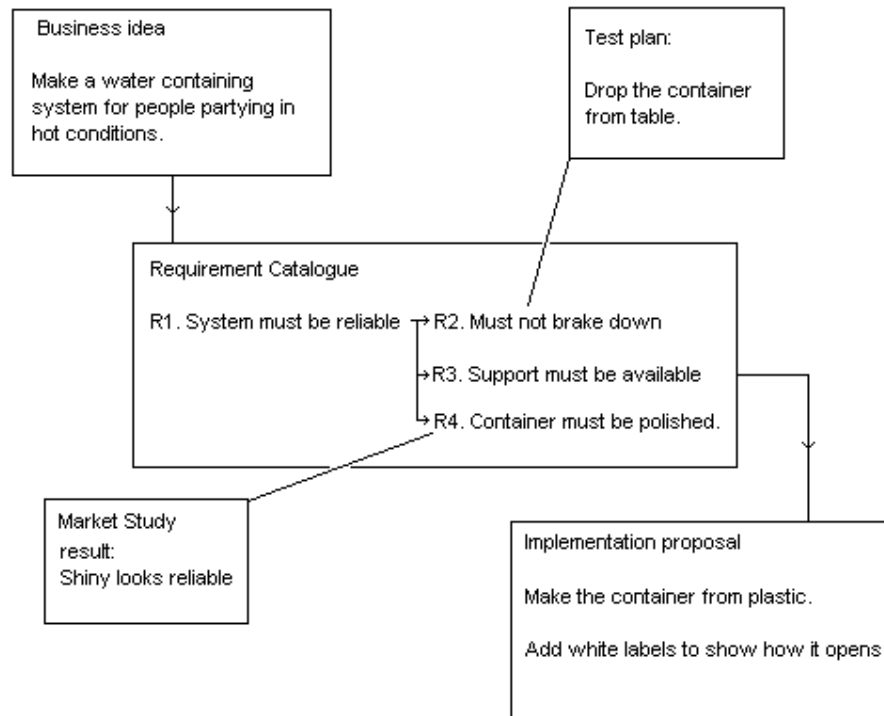 Business idea
Make a water containing
system for people partying in
hot conditions.
Test plan:
Drop the container
from table.
Requirement Catalogue
R1. System must be reliable
R2. Must not brake down
R3. Support must be available
R4. Container must be polished.
Market Study
result:
Shiny looks reliable
Implementation proposal
Make the container from plastic.
Add white labels to show how it opens